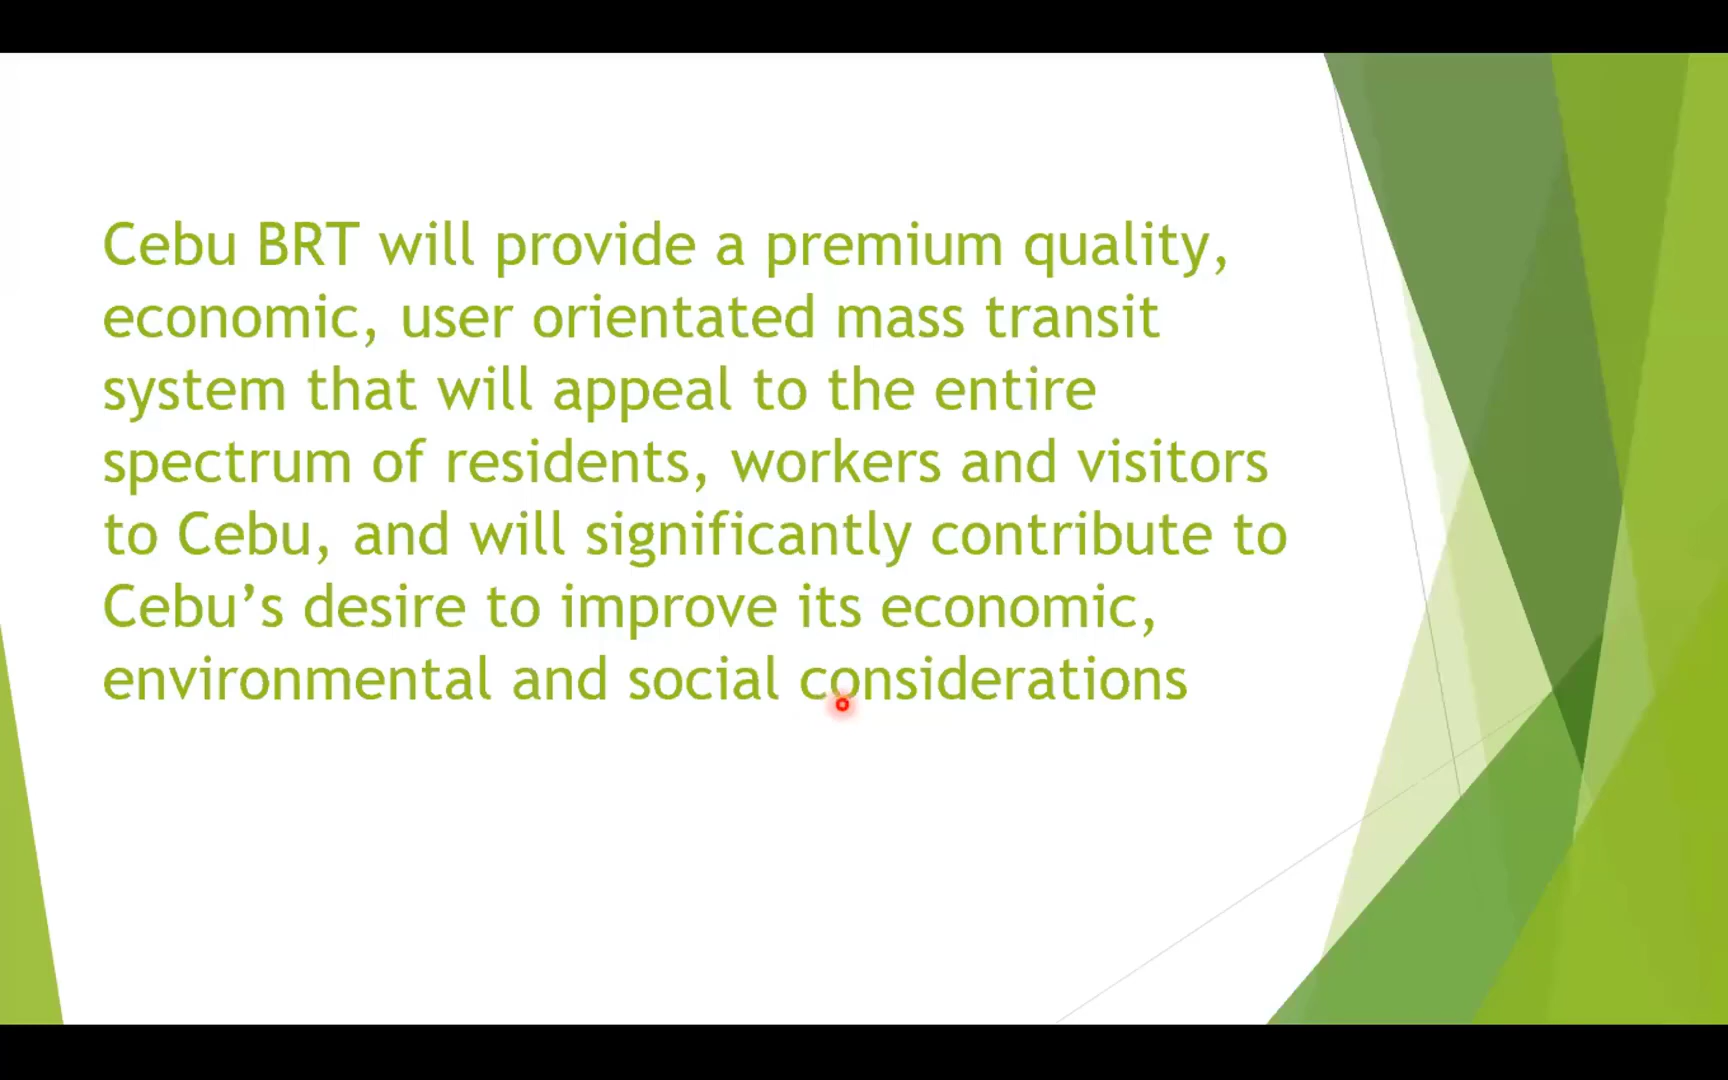 Cebu BRT will provide a premium quality,
economic, user orientated mass transit
system that will appeal to the entire
spectrum of residents, workers and visitors
to Cebu, and will significantly contribute to
Cebu’s desire to improve its economic,
environmental and social considerations